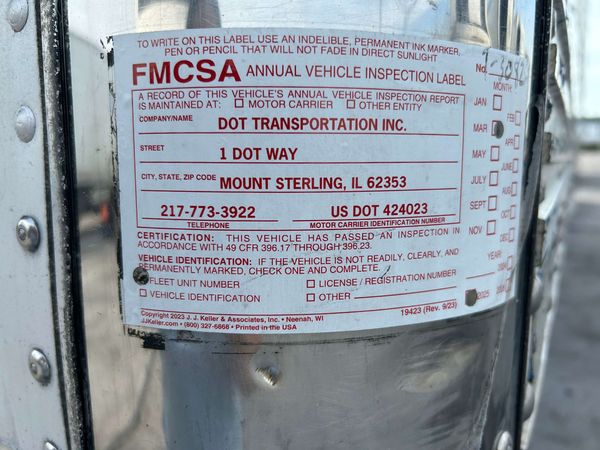 TO WRITE ON THIS LABEL USE AN INDELIBLE, PERMANENT INK MARKER,
PEN OR PENCIL THAT WILL NOT FADE IN DIRECT SUNLIGHT
FMCSA ANNUAL VEHICLE INSPECTION LABEL
No.
A RECORD OF THIS VEHICLE'S ANNUAL VEHICLE INSPECTION REPORT
IS MAINTAINED AT: ☐ MOTOR CARRIER ☐ OTHER ENTITY
COMPANY/NAME DOT TRANSPORTATION INC.
STREET 1 DOT WAY
CITY, STATE, ZIP CODE MOUNT STERLING, IL 62353
217-773-3922 US DOT 424023
TELEPHONE MOTOR CARRIER IDENTIFICATION NUMBER
CERTIFICATION: THIS VEHICLE HAS PASSED AN INSPECTION IN
ACCORDANCE WITH 49 CFR 396.17 THROUGH 396.23.
VEHICLE IDENTIFICATION: IF THE VEHICLE IS NOT READILY, CLEARLY, AND
PERMANENTLY MARKED, CHECK ONE AND COMPLETE.
FLEET UNIT NUMBER ☐ LICENSE / REGISTRATION NUMBER
☐ VEHICLE IDENTIFICATION ☐ OTHER
Copyright 2023 J. J. Keller & Associates, Inc. • Neenah, WI
JJKeller.com • (800) 327-6868 • Printed in the USA
19423 (Rev. 9/23)
MONTH:
JAN FEB
MAR APR
MAY JUNE
JULY AUG
SEPT OCT
NOV DEC
YEAR:
2025